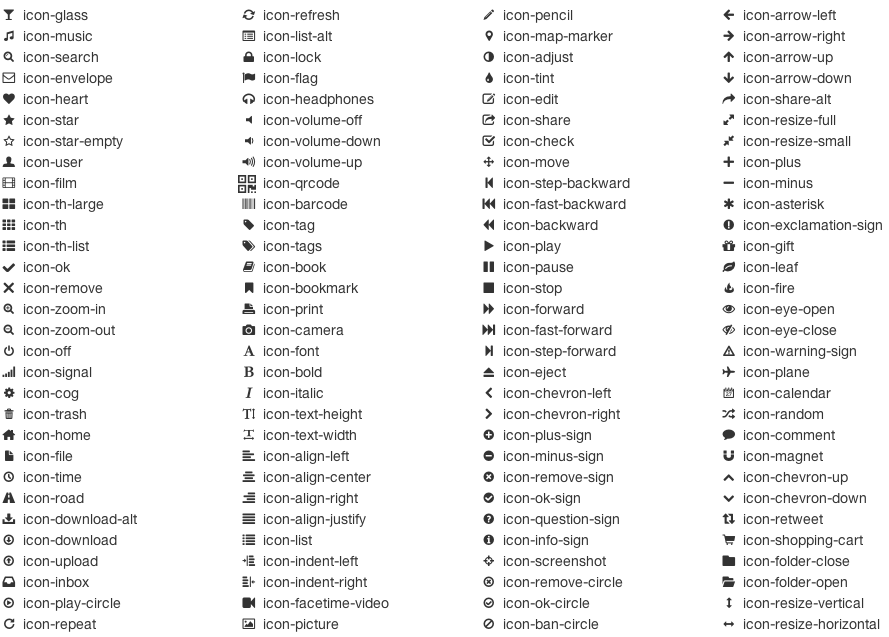 icon-glass
icon-music
icon-search
icon-envelope
icon-heart
icon-star
icon-star-empty
icon-user
icon-film
icon-th-large
icon-th
icon-th-list
icon-ok
icon-remove
icon-zoom-in
icon-zoom-out
icon-off
icon-signal
icon-cog
icon-trash
icon-home
icon-file
icon-time
icon-road
icon-download-alt
icon-download
icon-upload
icon-inbox
icon-play-circle
icon-repeat
icon-refresh
icon-list-alt
icon-lock
icon-flag
icon-headphones
icon-volume-off
icon-volume-down
icon-volume-up
icon-qrcode
icon-barcode
icon-tag
icon-tags
icon-book
icon-bookmark
icon-print
icon-camera
icon-font
icon-bold
icon-italic
icon-text-height
icon-text-width
icon-align-left
icon-align-center
icon-align-right
icon-align-justify
icon-list
icon-indent-left
icon-indent-right
icon-facetime-video
icon-picture
icon-pencil
icon-map-marker
icon-adjust
icon-tint
icon-edit
icon-share
icon-check
icon-move
icon-step-backward
icon-fast-backward
icon-backward
icon-play
icon-pause
icon-stop
icon-forward
icon-fast-forward
icon-step-forward
icon-eject
icon-chevron-left
icon-chevron-right
icon-plus-sign
icon-minus-sign
icon-remove-sign
icon-ok-sign
icon-question-sign
icon-info-sign
icon-screenshot
icon-remove-circle
icon-ok-circle
icon-ban-circle
icon-arrow-left
icon-arrow-right
icon-arrow-up
icon-arrow-down
icon-share-alt
icon-resize-full
icon-resize-small
icon-plus
icon-minus
icon-asterisk
icon-exclamation-sign
icon-gift
icon-leaf
icon-fire
icon-eye-open
icon-eye-close
icon-warning-sign
icon-plane
icon-calendar
icon-random
icon-comment
icon-magnet
icon-chevron-up
icon-chevron-down
icon-retweet
icon-shopping-cart
icon-folder-close
icon-folder-open
icon-resize-vertical
icon-resize-horizontal